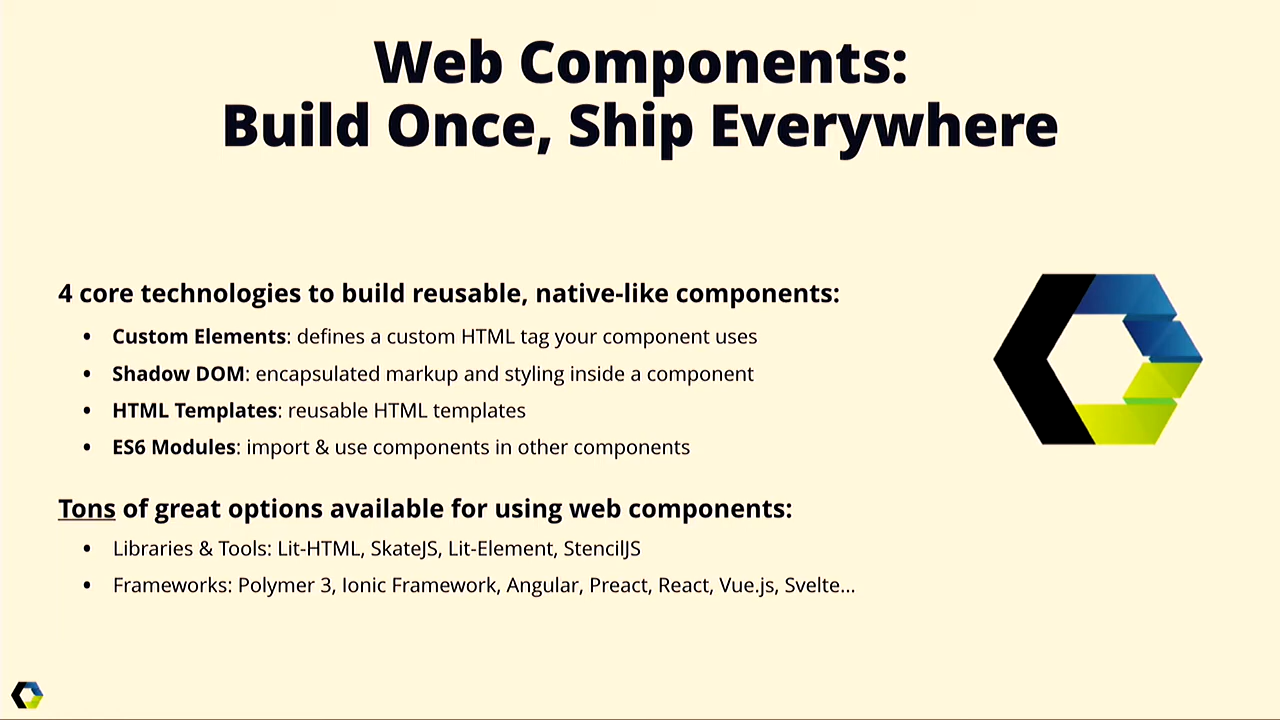 Web Components:
Build Once, Ship Everywhere
4 core technologies to build reusable, native-like components:
• Custom Elements: defines a custom HTML tag your component uses
• Shadow DOM: encapsulated markup and styling inside a component
• HTML Templates: reusable HTML templates
• ES6 Modules: import & use components in other components
Tons of great options available for using web components:
• Libraries & Tools: Lit-HTML, SkateJS, Lit-Element, StencilJS
• Frameworks: Polymer 3, Ionic Framework, Angular, Preact, React, Vue.js, Svelte...